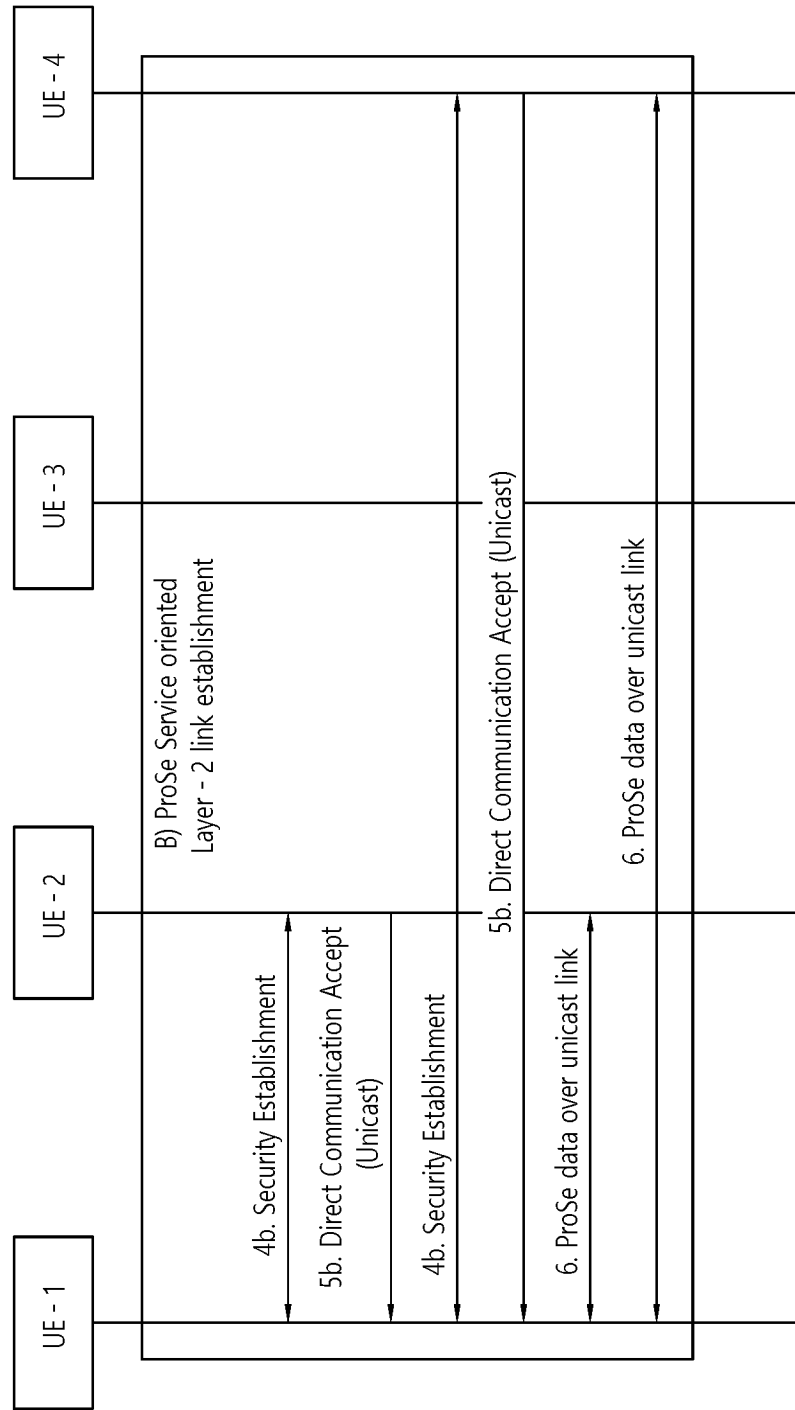 UE - 1
UE - 2
UE - 3
UE - 4
B) ProSe Service oriented
Layer - 2 link establishment
4b. Security Establishment
5b. Direct Communication Accept
(Unicast)
4b. Security Establishment
5b. Direct Communication Accept (Unicast)
6. ProSe data over unicast link
6. ProSe data over unicast link